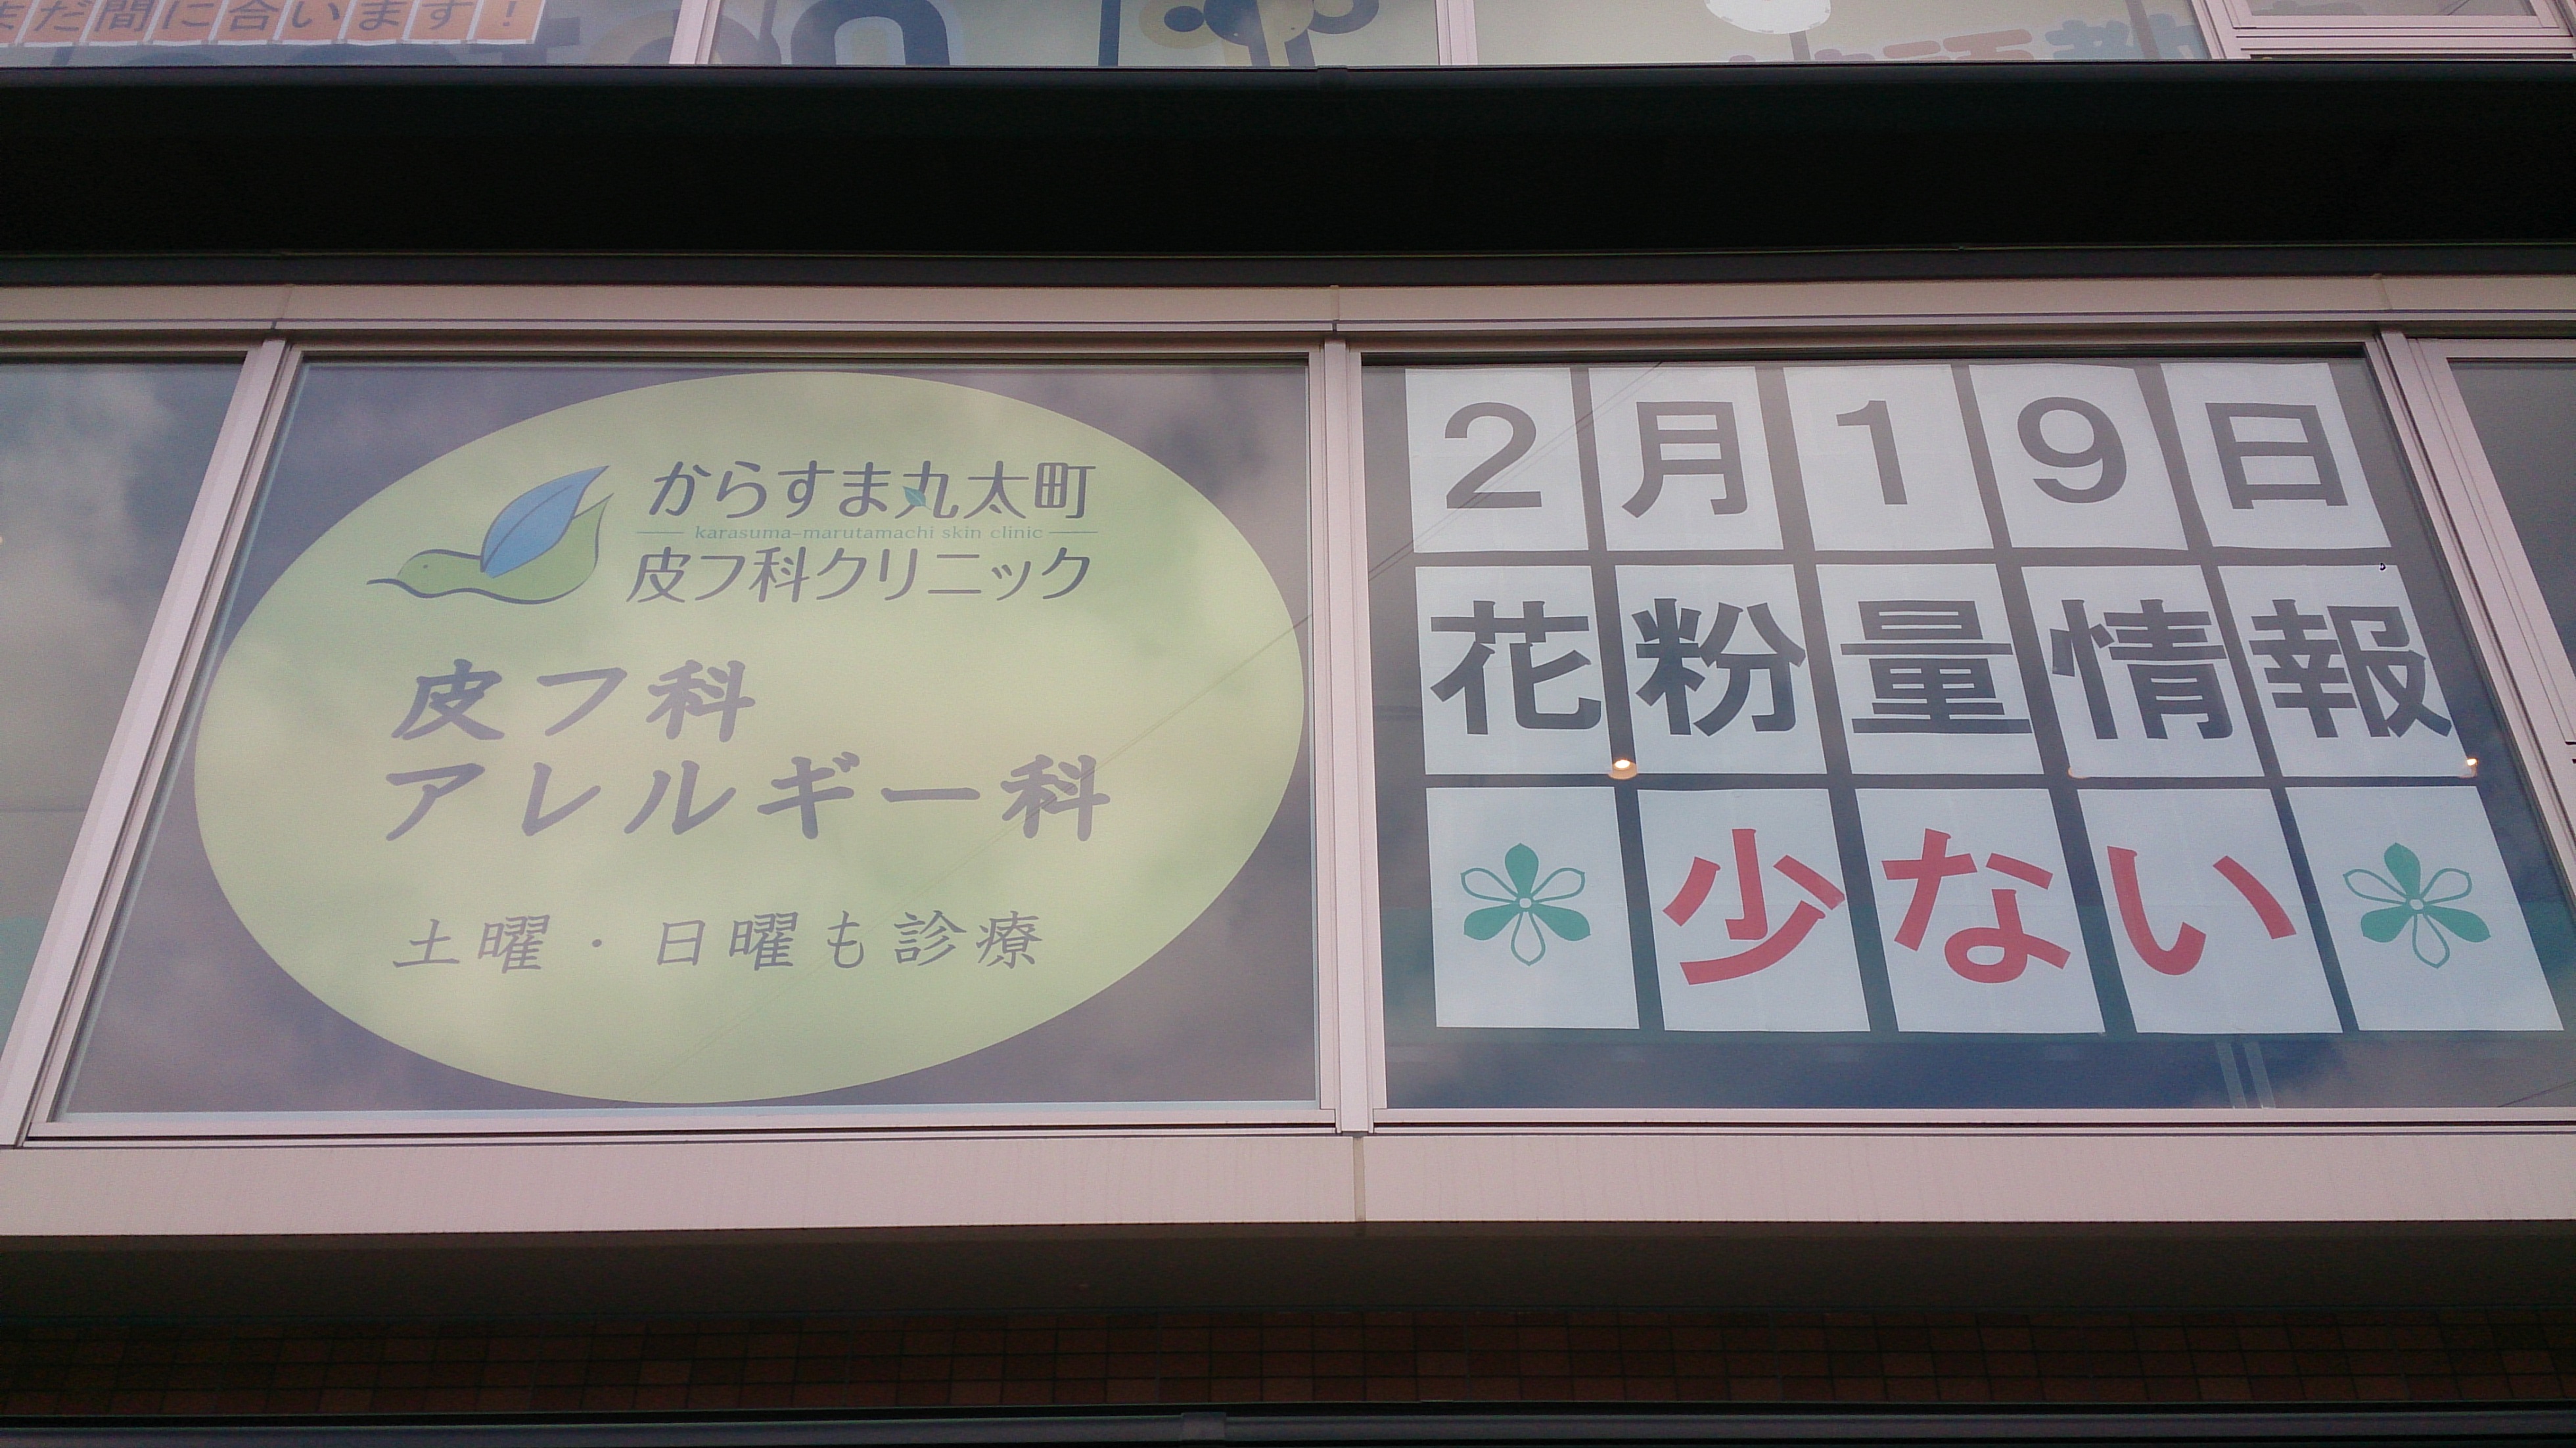 まだ間に合います！
からすま丸太町
karasuma-marutamachi skin clinic
皮フ科クリニック
皮フ科
アレルギー科
土曜・日曜も診療
2月19日
花粉量情報
少ない